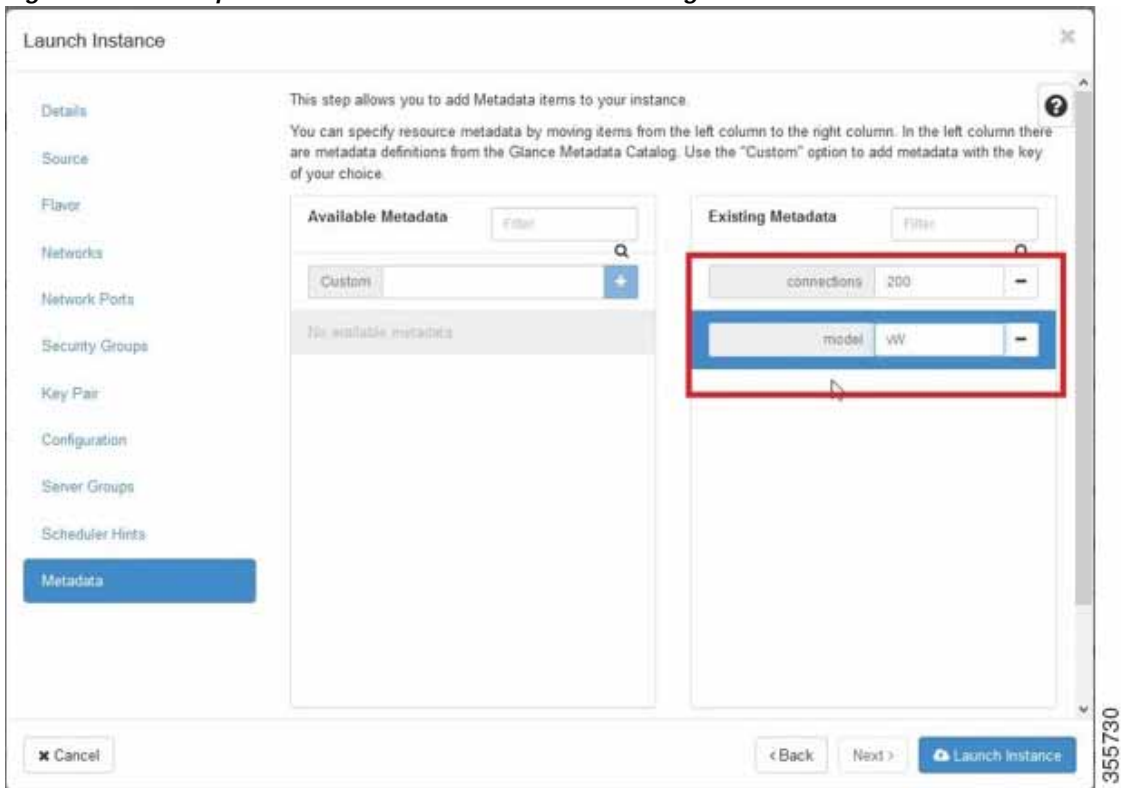 Launch Instance
Details
Source
Flavor
Networks
Network Ports
Security Groups
Key Pair
Configuration
Server Groups
Scheduler Hints
Metadata
This step allows you to add Metadata items to your instance.
You can specify resource metadata by moving items from the left column to the right column. In the left column there
are metadata definitions from the Glance Metadata Catalog. Use the "Custom" option to add metadata with the key
of your choice.
Available Metadata
Filter
Custom
+
No available metadata
Existing Metadata
Filter
connections 200 -
model vW -
✖ Cancel
< Back
Next >
Launch Instance
355730